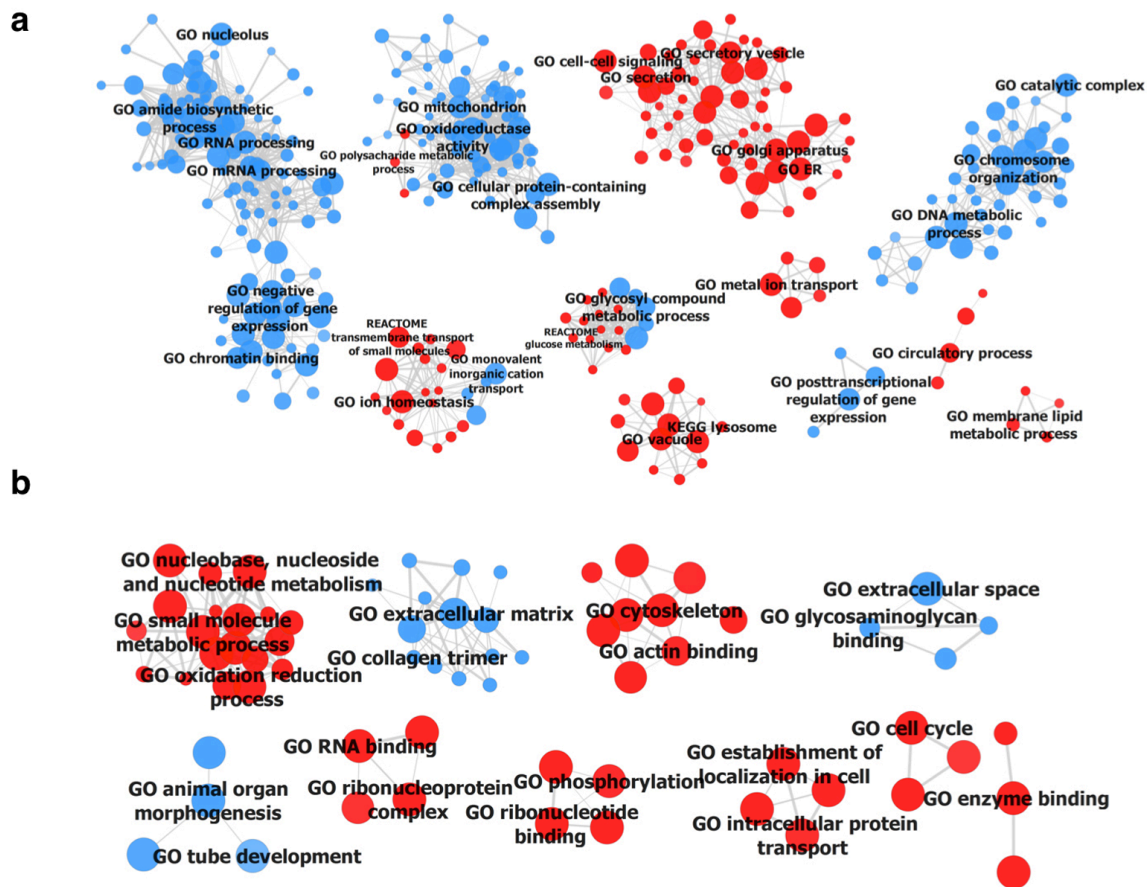 a
GO nucleolus
GO amide biosynthetic
process
GO RNA processing
GO mRNA processing
GO negative
regulation of gene
expression
GO chromatin binding
GO mitochondrion
GO oxidoreductase
activity
GO polysacharide metabolic
process
GO cellular protein-containing
complex assembly
GO secretory vesicle
GO cell-cell signaling
GO secretion
GO golgi apparatus
GO ER
GO catalytic complex
GO chromosome
organization
GO DNA metabolic
process
REACTOME
transmembrane transport
of small molecules
GO monovalent
inorganic cation
transport
GO ion homeostasis
GO glycosyl compound
metabolic process
REACTOME
glucose metabolism
GO metal ion transport
KEGG lysosome
GO vacuole
GO circulatory process
GO posttranscriptional
regulation of gene
expression
GO membrane lipid
metabolic process
b
GO nucleobase, nucleoside
and nucleotide metabolism
GO small molecule
metabolic process
GO oxidation reduction
process
GO extracellular matrix
GO collagen trimer
GO cytoskeleton
GO actin binding
GO extracellular space
GO glycosaminoglycan
binding
GO animal organ
morphogenesis
GO tube development
GO RNA binding
GO ribonucleoprotein
complex
GO phosphorylation
GO ribonucleotide
binding
GO establishment of
localization in cell
GO intracellular protein
transport
GO cell cycle
GO enzyme binding